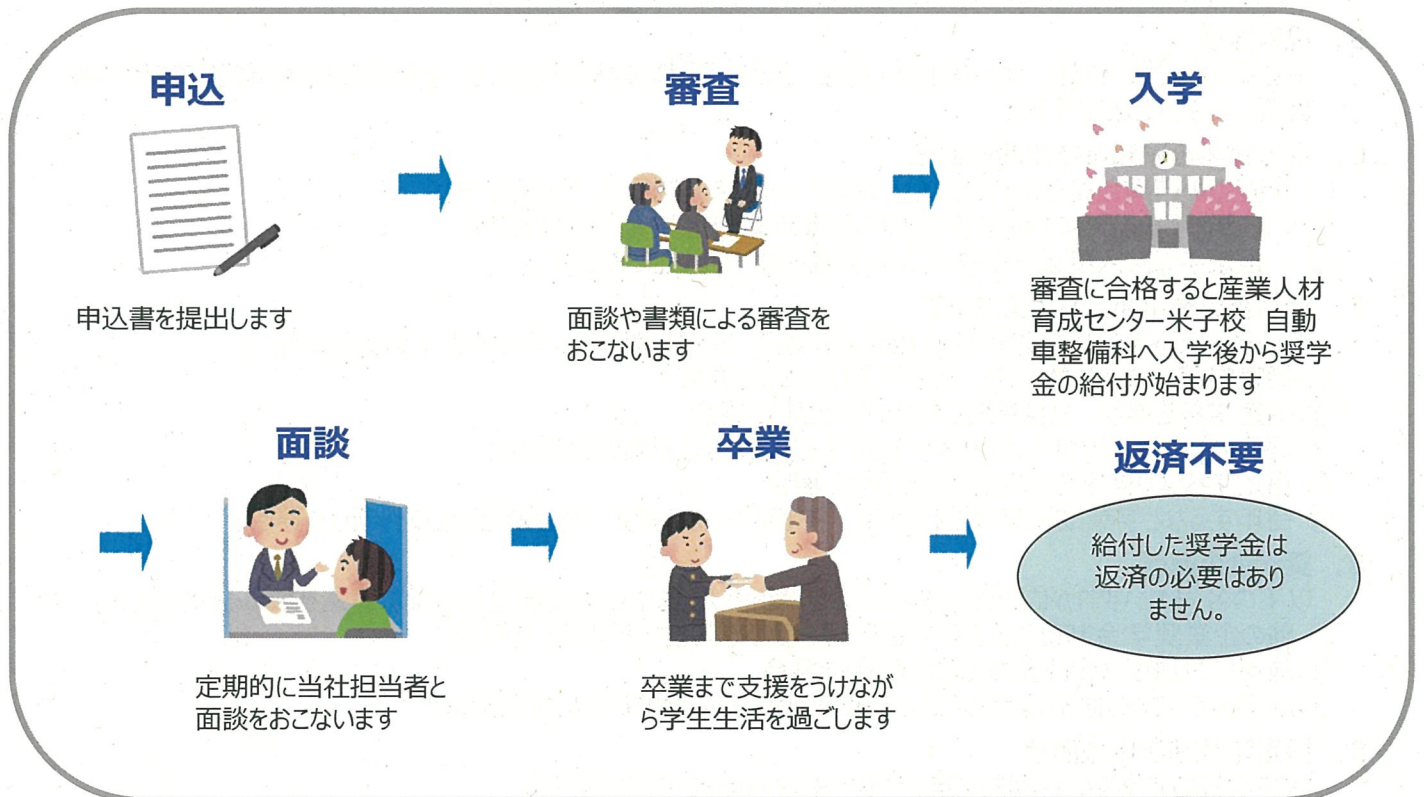 申込
申込書を提出します
審査
面談や書類による審査を
おこないます
入学
審査に合格すると産業人材
育成センター米子校　自動
車整備科へ入学後から奨学
金の給付が始まります
面談
定期的に当社担当者と
面談をおこないます
卒業
卒業まで支援をうけなが
ら学生生活を過ごします
返済不要
給付した奨学金は
返済の必要はあり
ません。